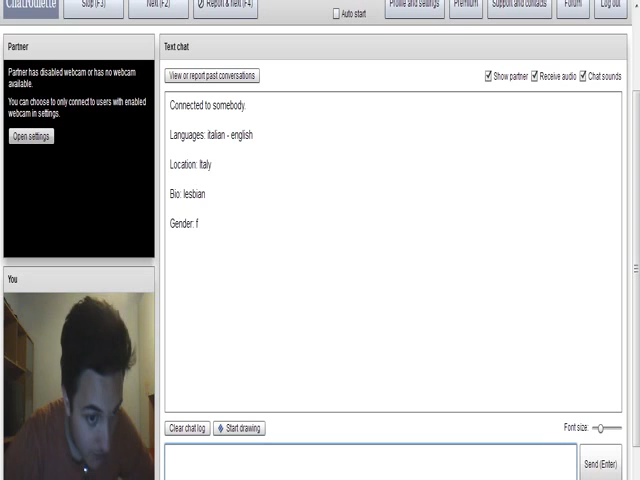 ChatRoulette
Stop (F3)
Next (F2)
Report & next (F4)
Auto start
Profile and settings
Premium
Support and contacts
Forum
Log out
Partner
Partner has disabled webcam or has no webcam
available.
You can choose to only connect to users with enabled
webcam in settings.
Open settings
You
Text chat
View or report past conversations
Show partner
Receive audio
Chat sounds
Connected to somebody.
Languages: italian - english
Location: Italy
Bio: lesbian
Gender: f
Clear chat log
Start drawing
Font size:
Send (Enter)